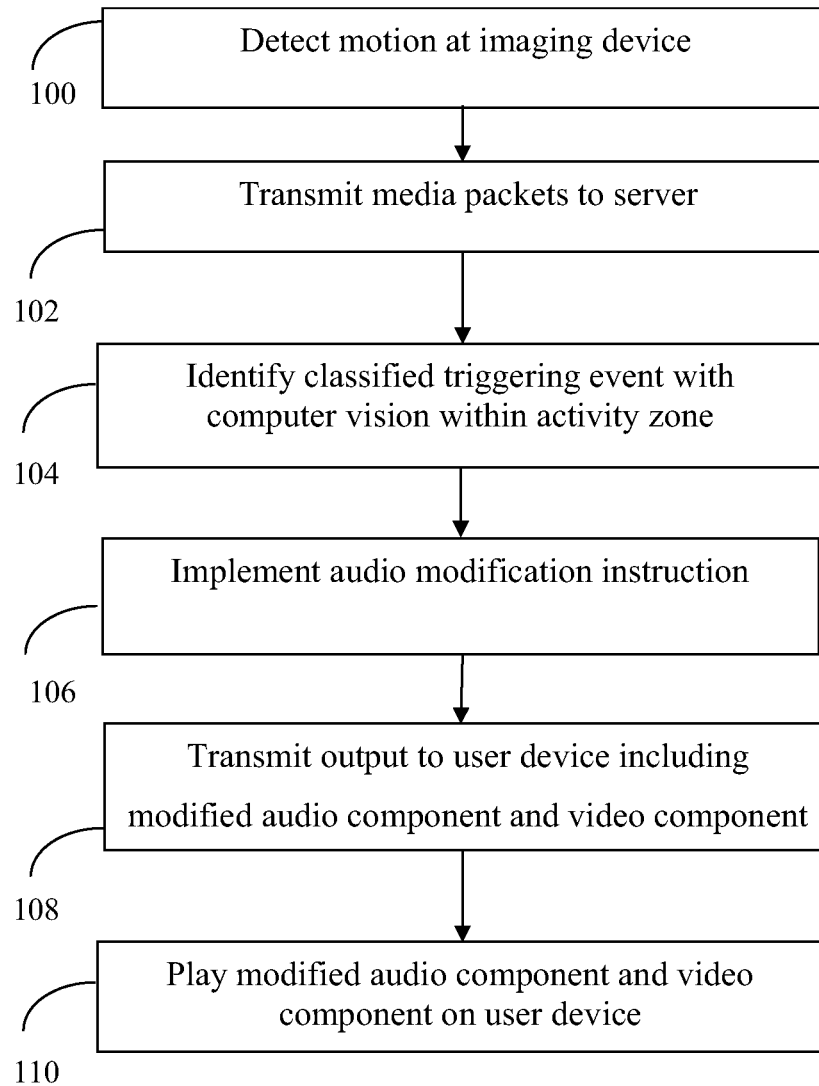 Detect motion at imaging device
100
Transmit media packets to server
102
Identify classified triggering event with
computer vision within activity zone
104
Implement audio modification instruction
106
Transmit output to user device including
modified audio component and video component
108
Play modified audio component and video
component on user device
110